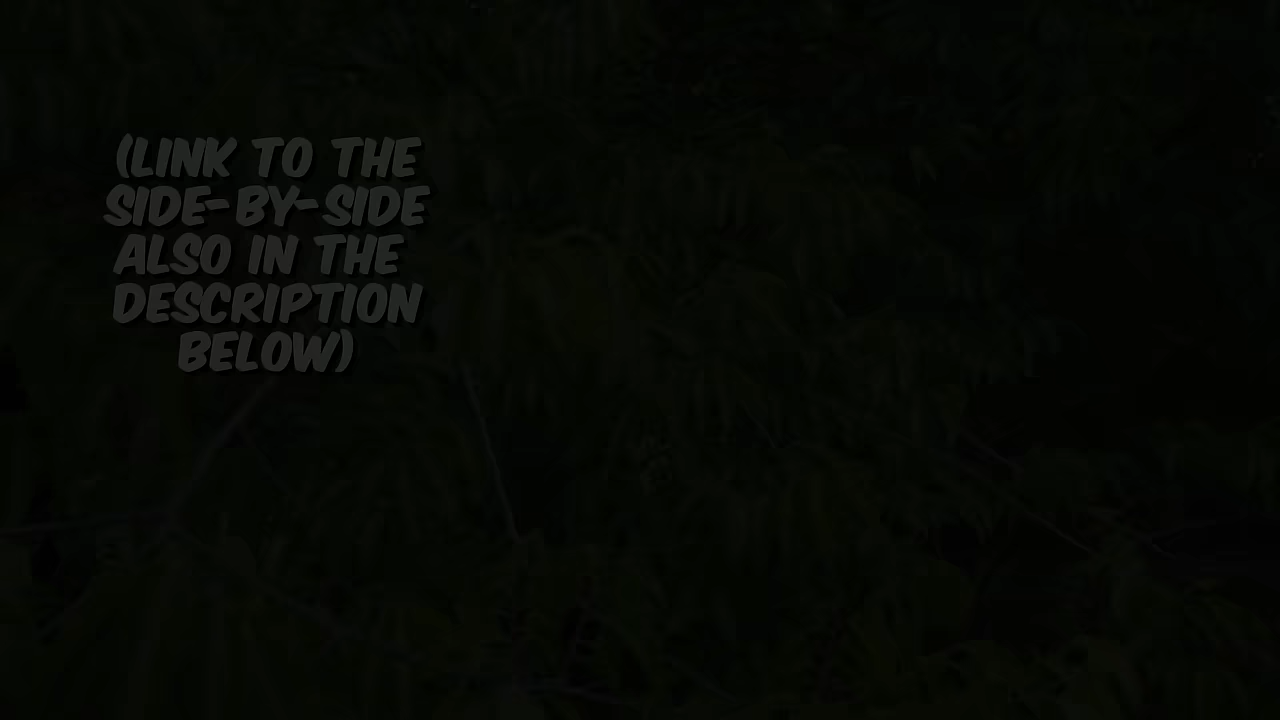 (LINK TO THE
SIDE-BY-SIDE
ALSO IN THE
DESCRIPTION
BELOW)